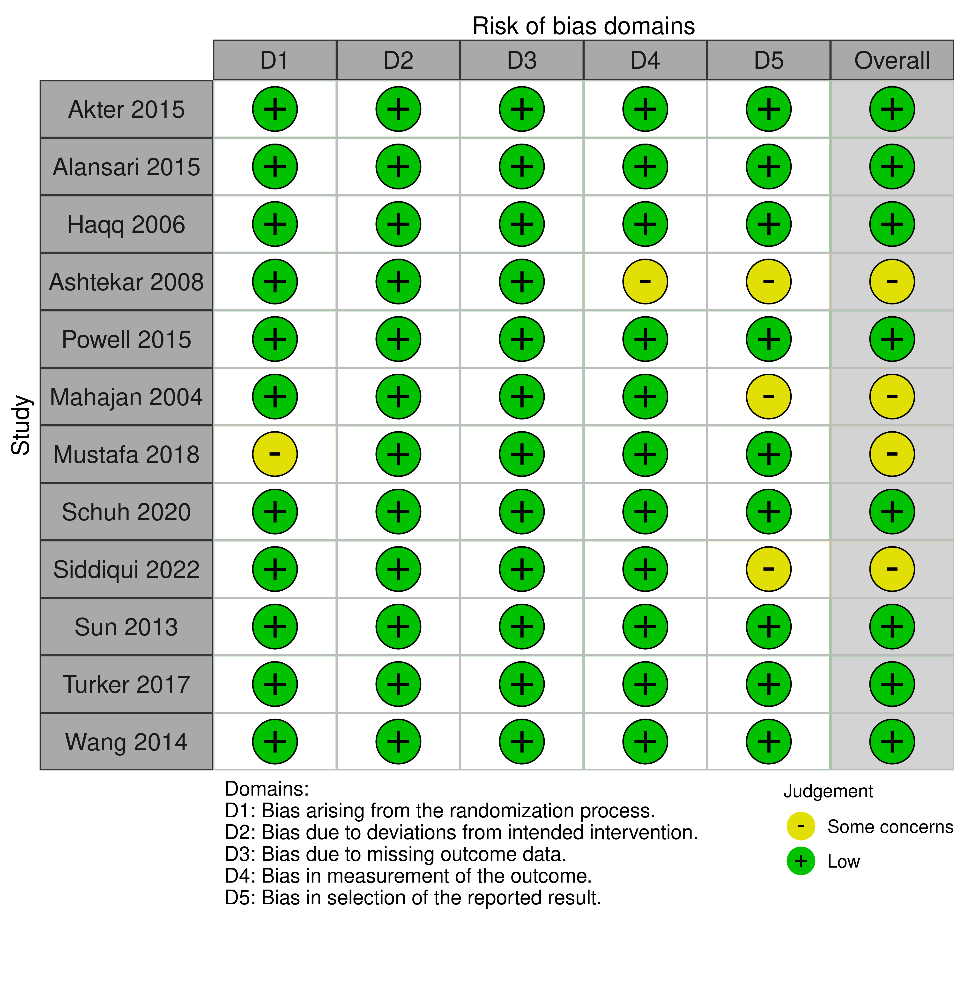 Risk of bias domains
D1 D2 D3 D4 D5 Overall
Study
Akter 2015 + + + + + +
Alansari 2015 + + + + + +
Haqq 2006 + + + + + +
Ashtekar 2008 + + + - - -
Powell 2015 + + + + + +
Mahajan 2004 + + + + - -
Mustafa 2018 - + + + + -
Schuh 2020 + + + + + +
Siddiqui 2022 + + + + - -
Sun 2013 + + + + + +
Turker 2017 + + + + + +
Wang 2014 + + + + + +
Domains:
D1: Bias arising from the randomization process.
D2: Bias due to deviations from intended intervention.
D3: Bias due to missing outcome data.
D4: Bias in measurement of the outcome.
D5: Bias in selection of the reported result.
Judgement
- Some concerns
+ Low